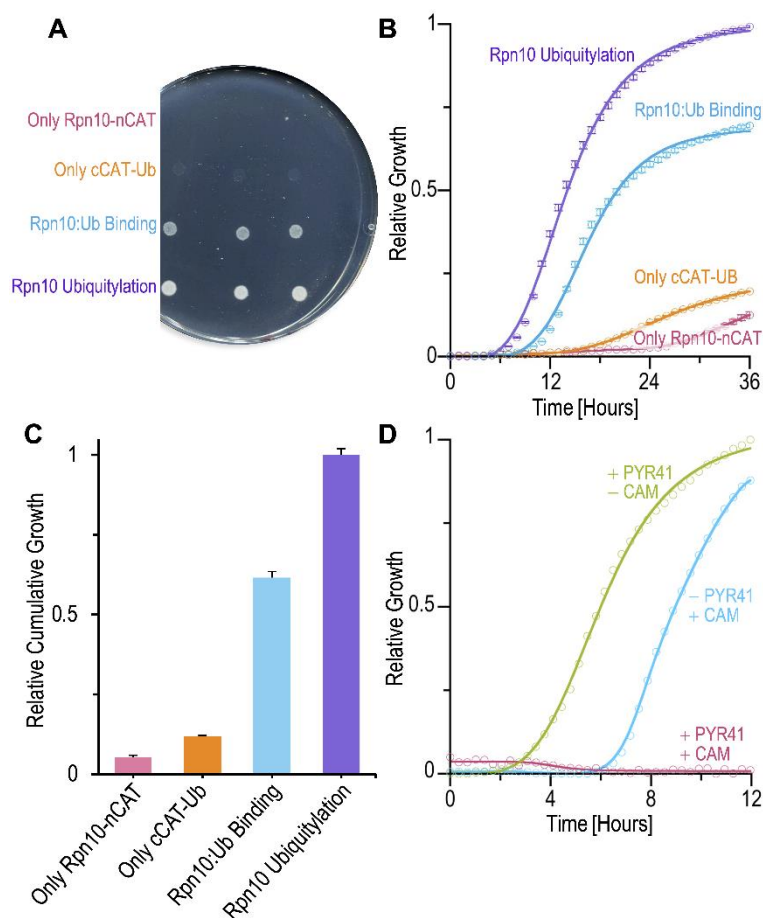 A
Only Rpn10-nCAT
Only cCAT-Ub
Rpn10:Ub Binding
Rpn10 Ubiquitylation
B
1
0.5
0
Relative Growth
Rpn10 Ubiquitylation
Rpn10:Ub Binding
Only cCAT-UB
Only Rpn10-nCAT
0 12 24 36
Time [Hours]
C
1
0.5
0
Relative Cumulative Growth
Only Rpn10-nCAT
Only cCAT-Ub
Rpn10:Ub Binding
Rpn10 Ubiquitylation
D
1
0.5
0
Relative Growth
+ PYR41
− CAM
− PYR41
+ CAM
+ PYR41
+ CAM
0 4 8 12
Time [Hours]